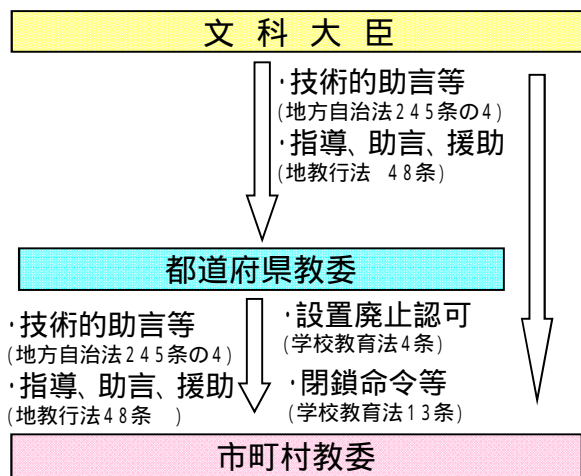 文科大臣
・技術的助言等
(地方自治法245条の4)
・指導、助言、援助
(地教行法 48条)
都道府県教委
・技術的助言等
(地方自治法245条の4)
・指導、助言、援助
(地教行法48条 )
・設置廃止認可
(学校教育法4条)
・閉鎖命令等
(学校教育法13条)
市町村教委